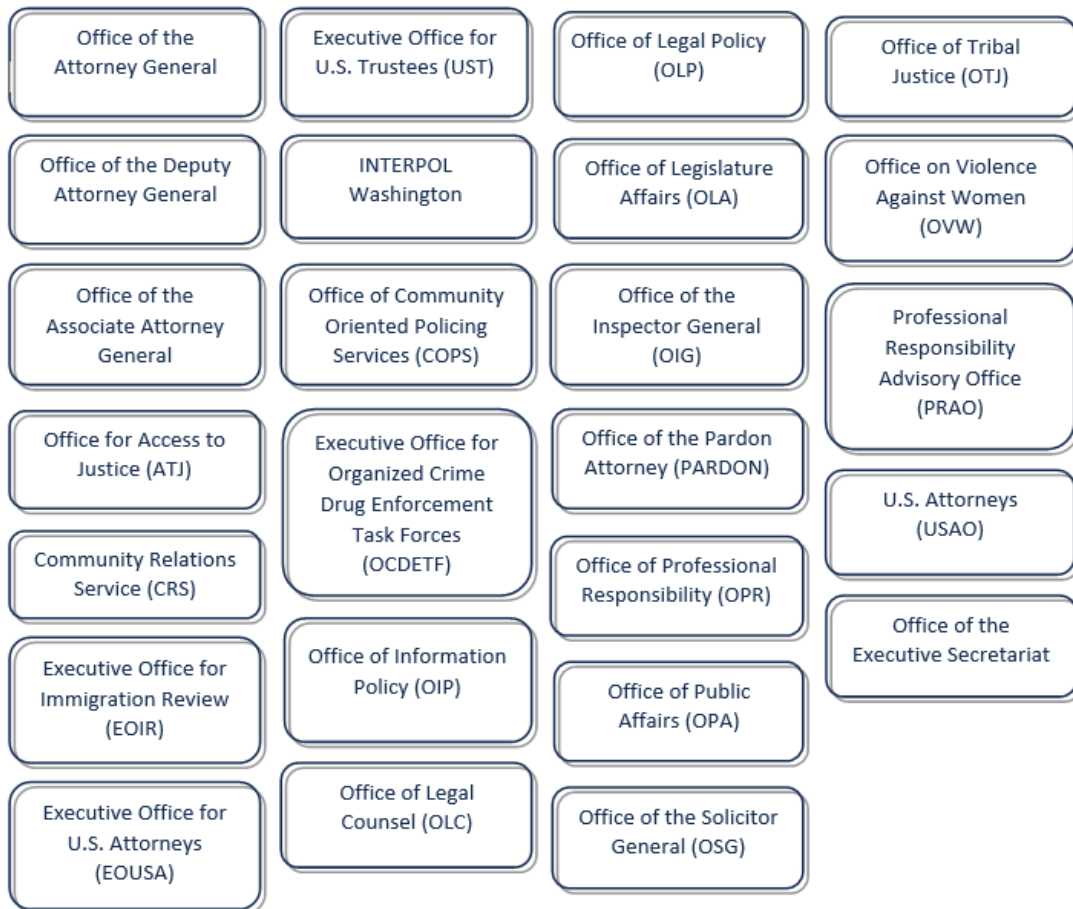 Office of the
Attorney General
Office of the Deputy
Attorney General
Office of the
Associate Attorney
General
Office for Access to
Justice (ATJ)
Community Relations
Service (CRS)
Executive Office for
Immigration Review
(EOIR)
Executive Office for
U.S. Attorneys
(EOUSA)
Executive Office for
U.S. Trustees (UST)
INTERPOL
Washington
Office of Community
Oriented Policing
Services (COPS)
Executive Office for
Organized Crime
Drug Enforcement
Task Forces
(OCDETF)
Office of Information
Policy (OIP)
Office of Legal
Counsel (OLC)
Office of Legal Policy
(OLP)
Office of Legislature
Affairs (OLA)
Office of the
Inspector General
(OIG)
Office of the Pardon
Attorney (PARDON)
Office of Professional
Responsibility (OPR)
Office of Public
Affairs (OPA)
Office of the Solicitor
General (OSG)
Office of Tribal
Justice (OTJ)
Office on Violence
Against Women
(OVW)
Professional
Responsibility
Advisory Office
(PRAO)
U.S. Attorneys
(USAO)
Office of the
Executive Secretariat